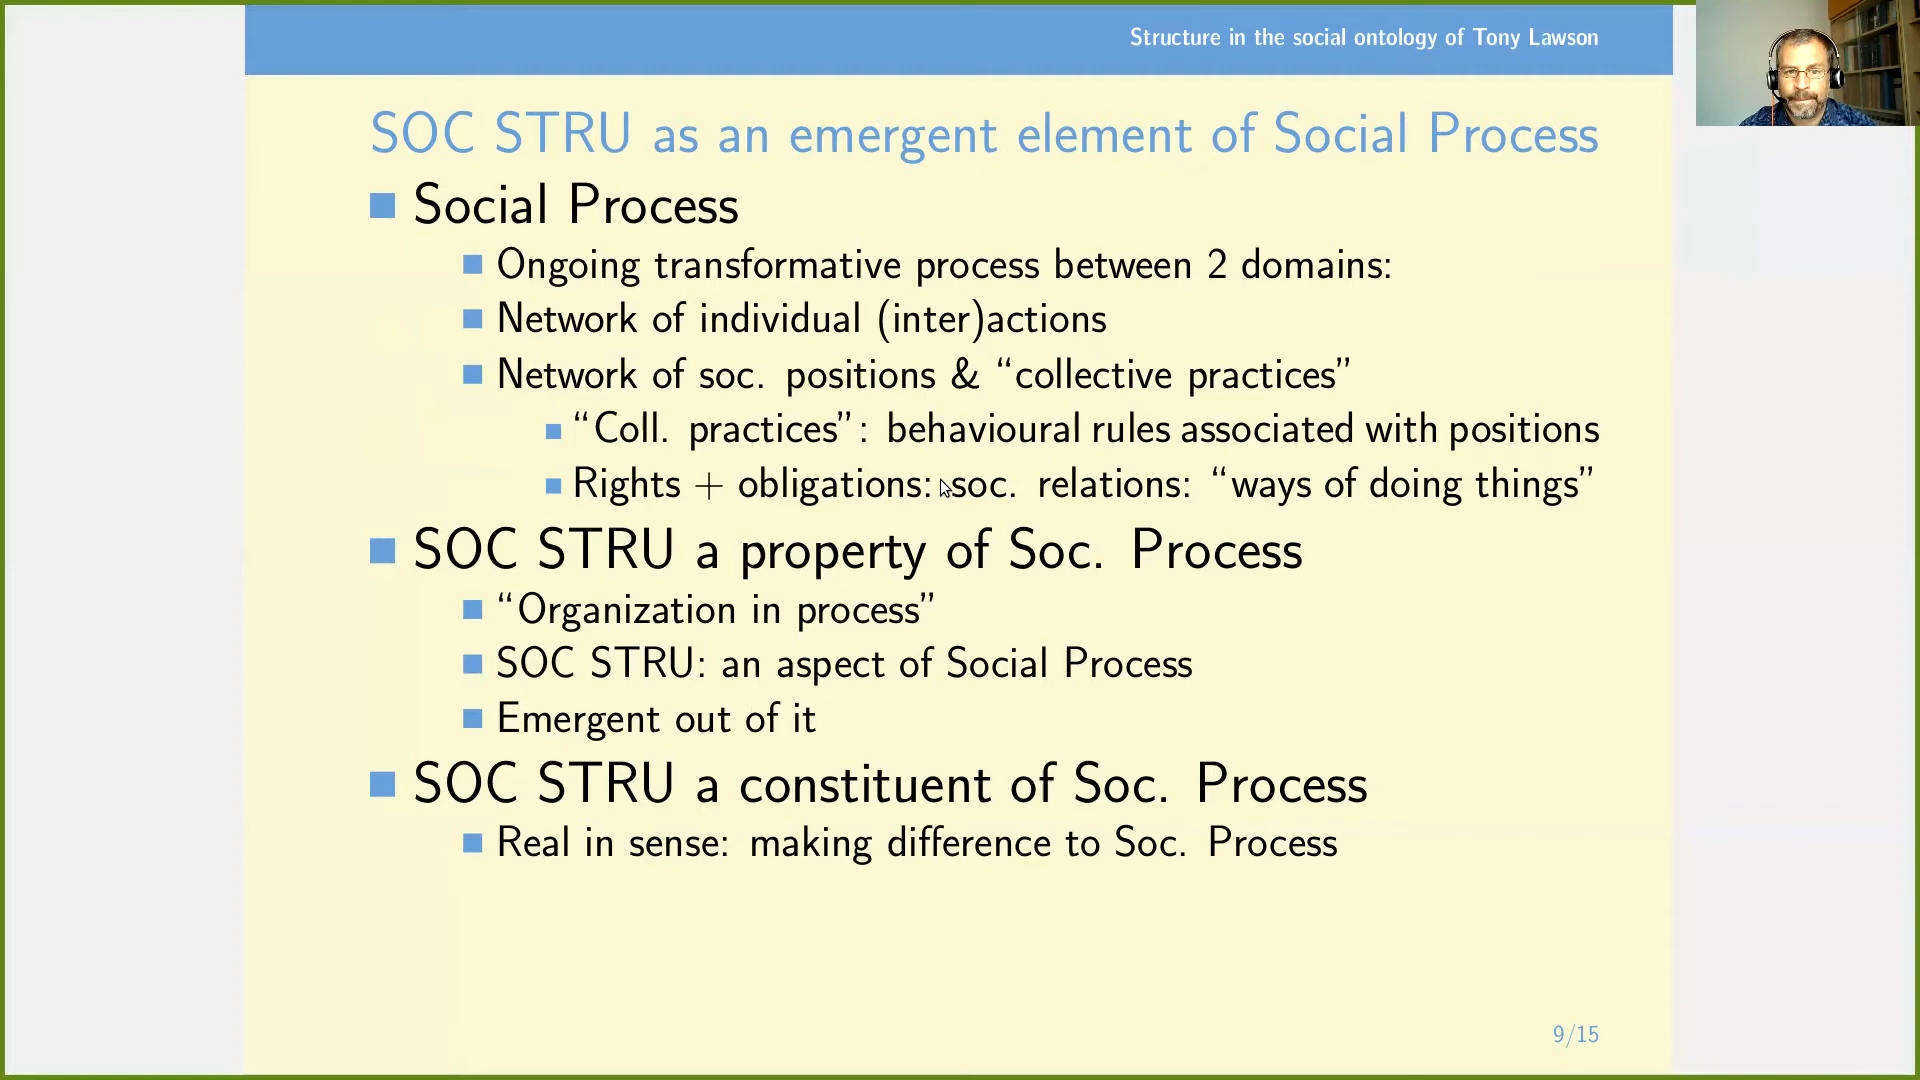 Structure in the social ontology of Tony Lawson
SOC STRU as an emergent element of Social Process
Social Process
Ongoing transformative process between 2 domains:
Network of individual (inter)actions
Network of soc. positions & “collective practices”
“Coll. practices”: behavioural rules associated with positions
Rights + obligations: soc. relations: “ways of doing things”
SOC STRU a property of Soc. Process
“Organization in process”
SOC STRU: an aspect of Social Process
Emergent out of it
SOC STRU a constituent of Soc. Process
Real in sense: making difference to Soc. Process
9/15